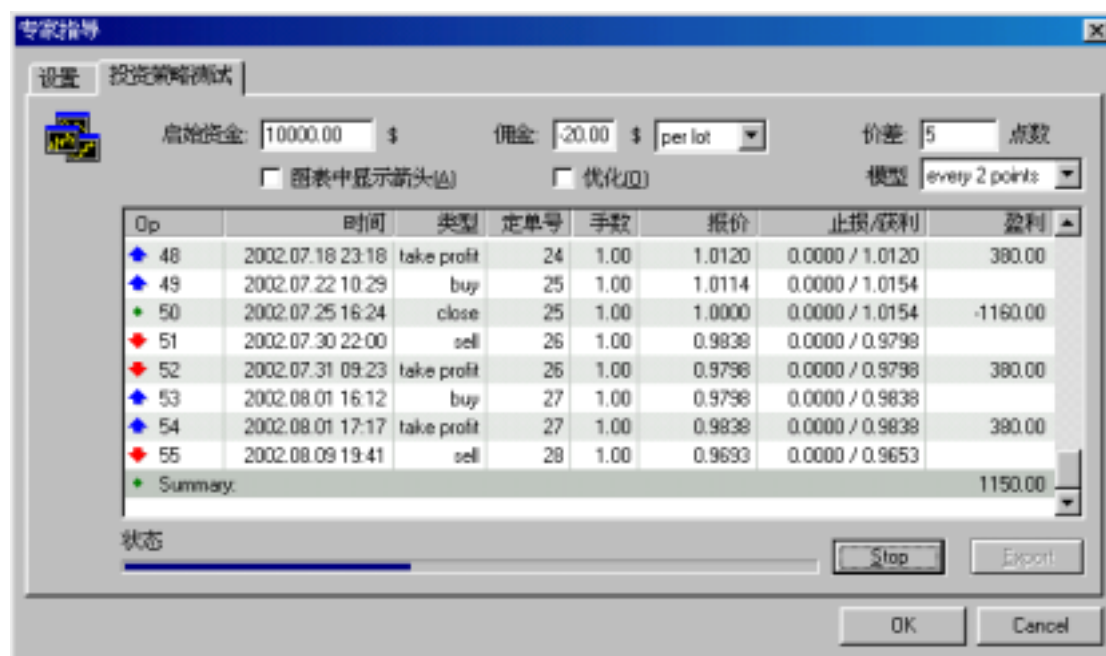 专家指导
设置 投资策略测试
启始资金: 10000.00 $ 佣金: -20.00 $ per lot 价差: 5 点数
图表中显示箭头(A) 优化(O) 模型 every 2 points
Op 时间 类型 定单号 手数 报价 止损/获利 盈利
48 2002.07.18 23:18 take profit 24 1.00 1.0120 0.0000 / 1.0120 380.00
49 2002.07.22 10:29 buy 25 1.00 1.0114 0.0000 / 1.0154
50 2002.07.25 16:24 close 25 1.00 1.0000 0.0000 / 1.0154 -1160.00
51 2002.07.30 22:00 sell 26 1.00 0.9838 0.0000 / 0.9798
52 2002.07.31 09:23 take profit 26 1.00 0.9798 0.0000 / 0.9798 380.00
53 2002.08.01 16:12 buy 27 1.00 0.9798 0.0000 / 0.9838
54 2002.08.01 17:17 take profit 27 1.00 0.9838 0.0000 / 0.9838 380.00
55 2002.08.09 19:41 sell 28 1.00 0.9693 0.0000 / 0.9653
Summary: 1150.00
状态
Stop Export
OK Cancel